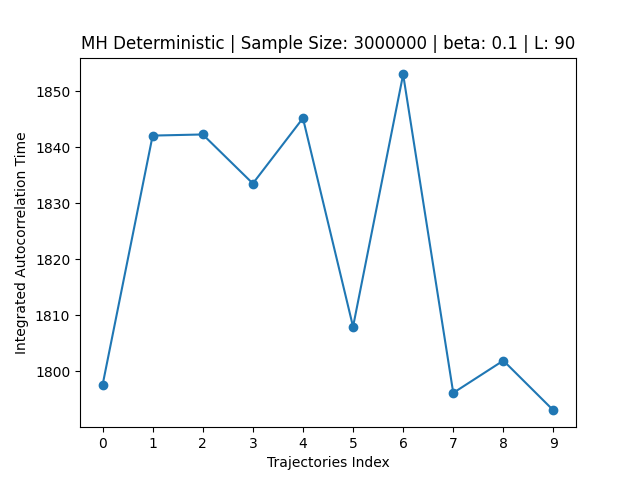 MH Deterministic | Sample Size: 3000000 | beta: 0.1 | L: 90
Integrated Autocorrelation Time
1850
1840
1830
1820
1810
1800
0 1 2 3 4 5 6 7 8 9
Trajectories Index